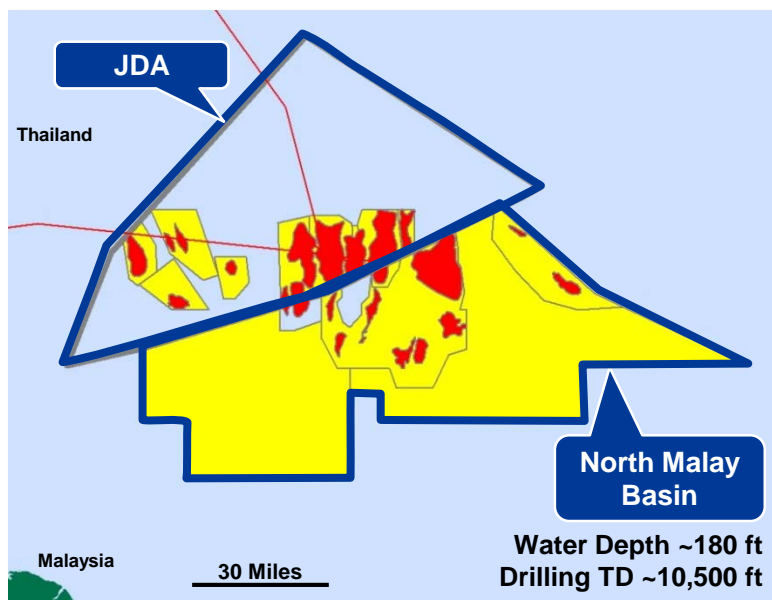 JDA
Thailand
North Malay
Basin
Water Depth ~180 ft
Malaysia
30 Miles
Drilling TD ~10,500 ft